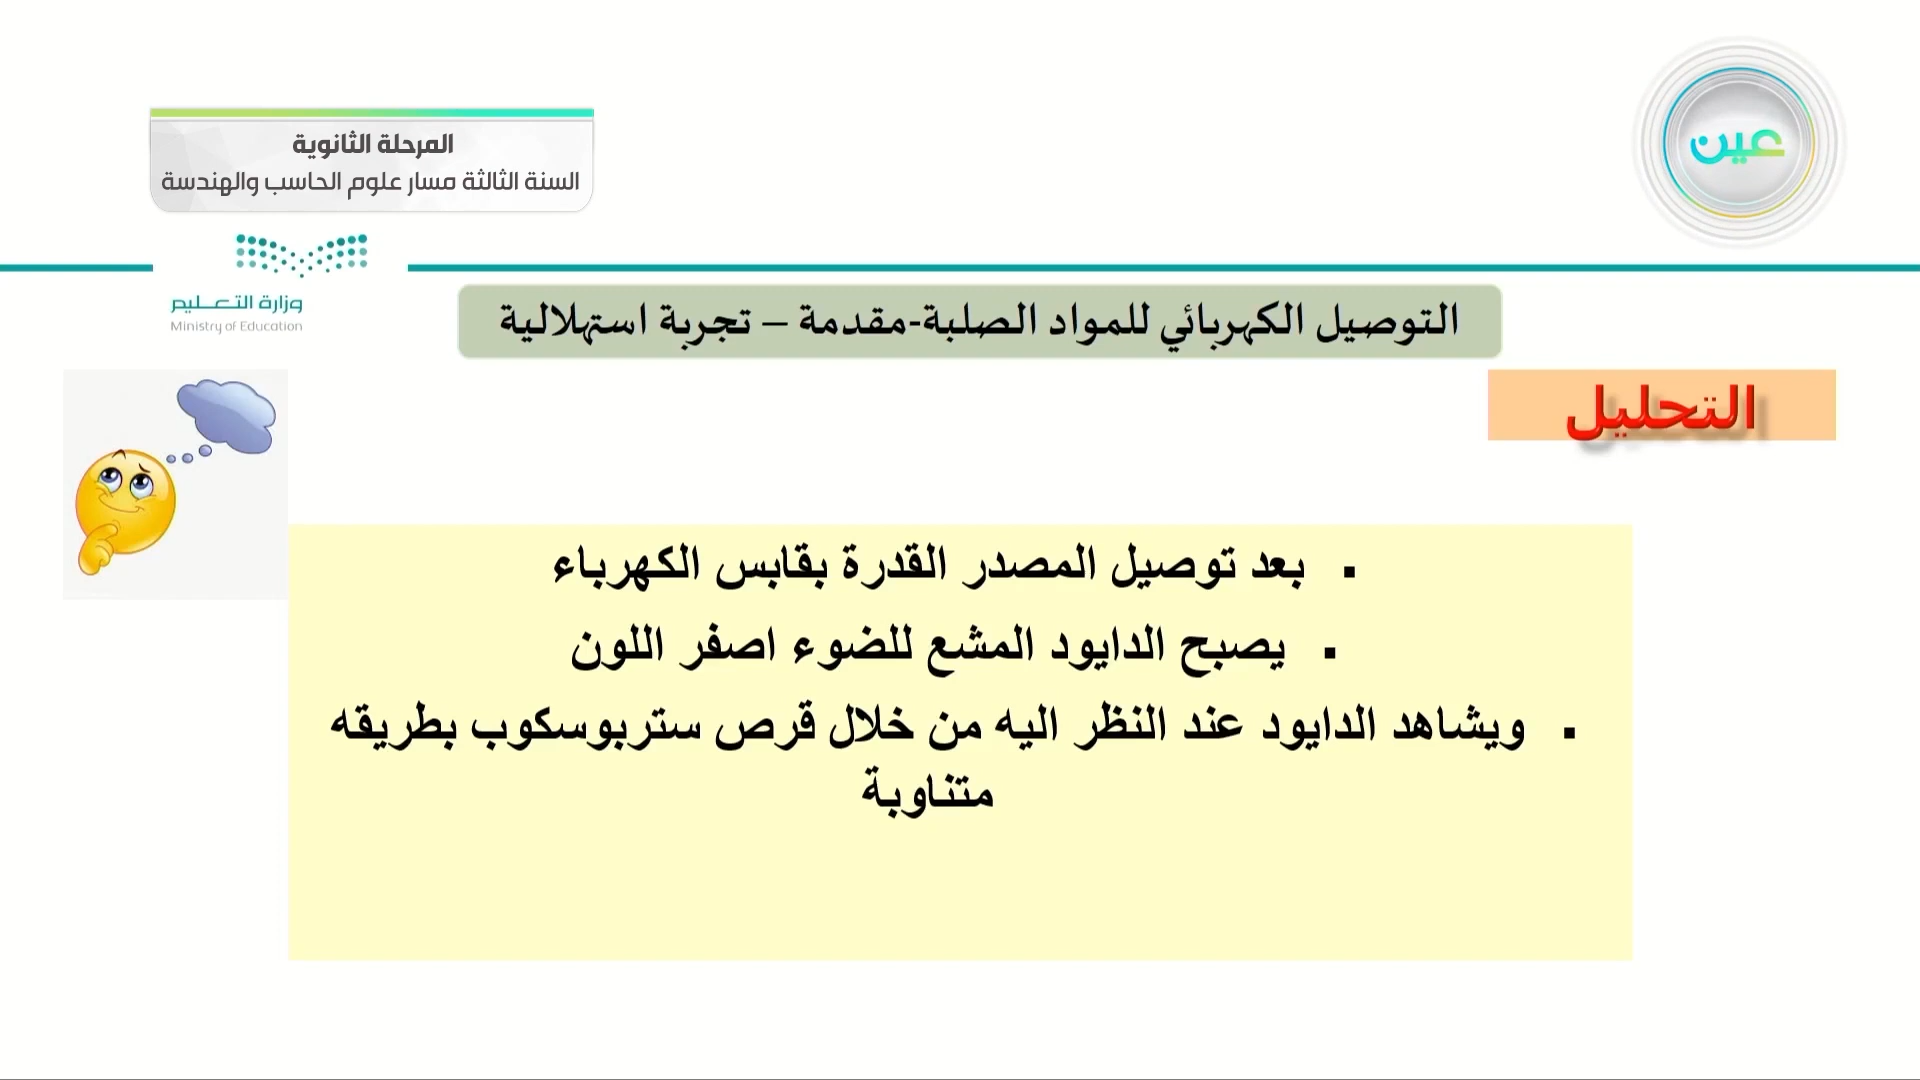 عين
المرحلة الثانوية
السنة الثالثة مسار علوم الحاسب والهندسة
وزارة التعليم
Ministry of Education
التوصيل الكهربائي للمواد الصلبة-مقدمة – تجربة استهلالية
التحليل
▪ بعد توصيل المصدر القدرة بقابس الكهرباء
▪ يصبح الدايود المشع للضوء اصفر اللون
▪ ويشاهد الدايود عند النظر اليه من خلال قرص ستربوسكوب بطريقه
متناوبة